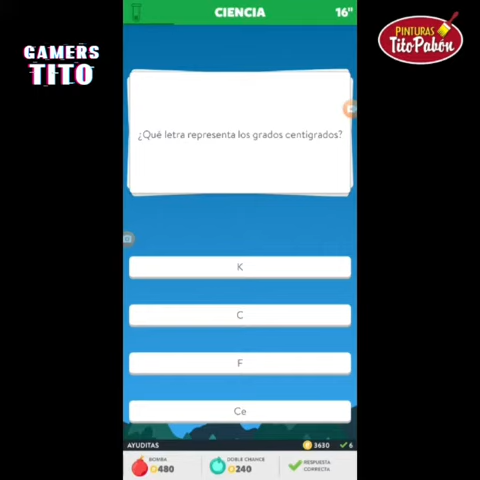 CIENCIA
16"
GAMERS
TITO
PINTURAS
Tito Pabón
¿Qué letra representa los grados centigrados?
K
C
F
Ce
AYUDITAS
3630
6
BOMBA
480
DOBLE CHANCE
240
RESPUESTA
CORRECTA